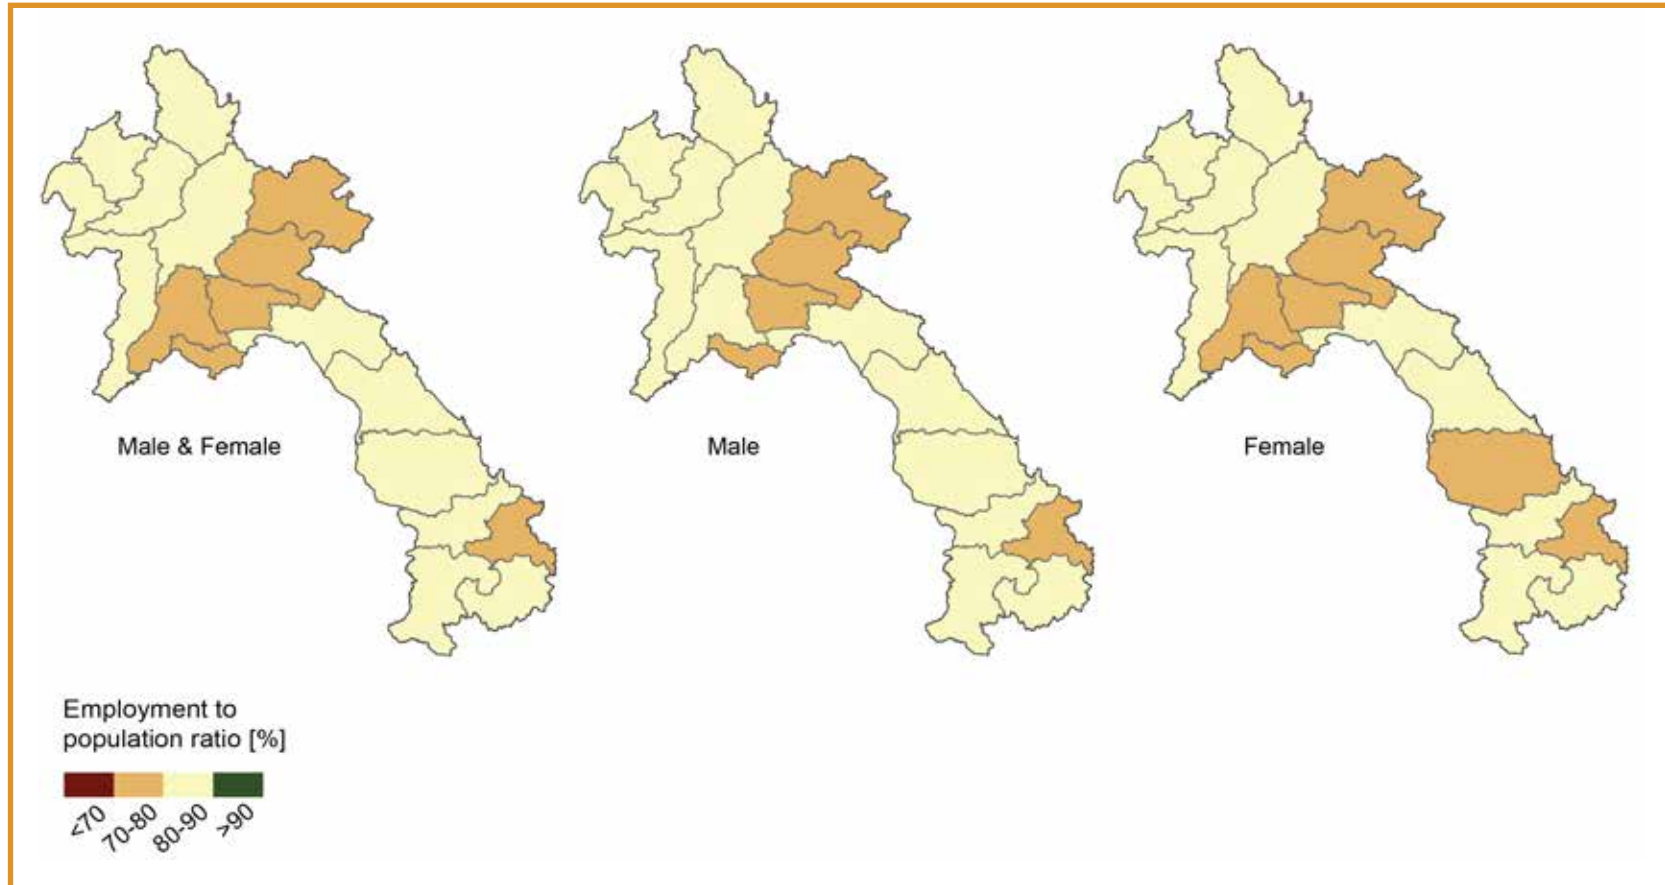 Male & Female
Male
Female
Employment to
population ratio [%]
<70
70-80
80-90
>90